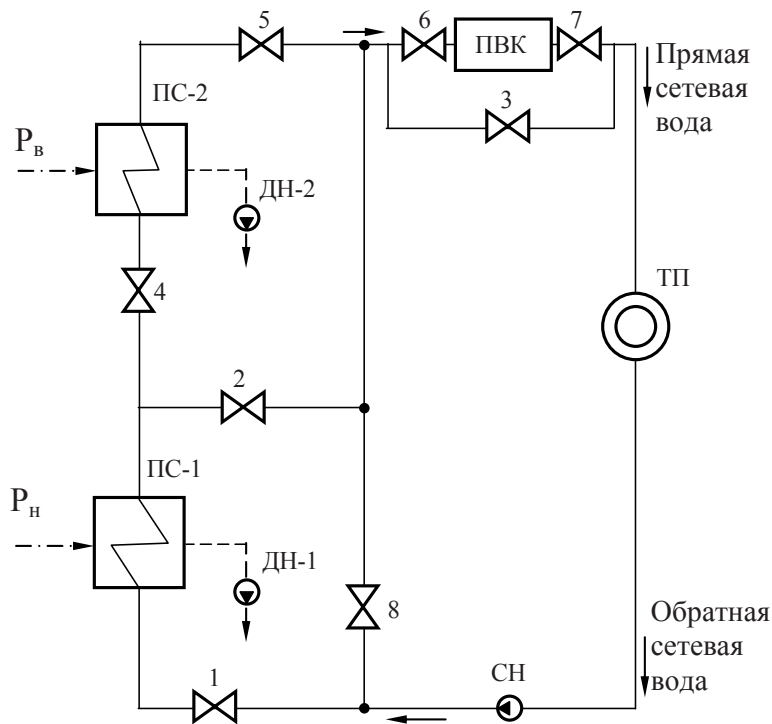 5
6
ПВК
7
Прямая
сетевая
вода
ПС-2
3
Pв
ДН-2
4
ТП
2
ПС-1
Pн
ДН-1
8
Обратная
сетевая
вода
1
СН